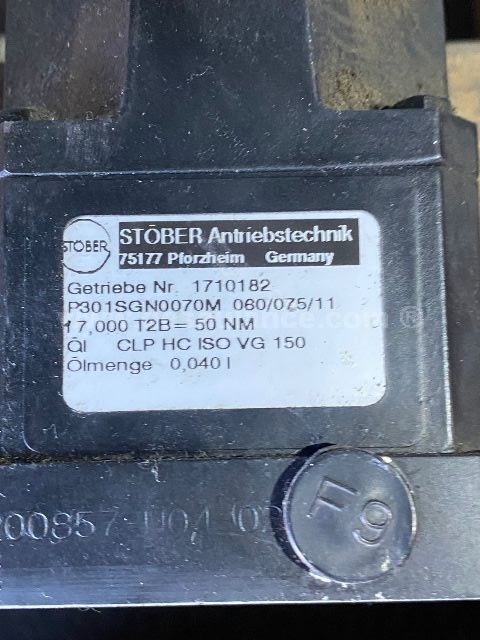 STÖBER
STÖBER Antriebstechnik
75177 Pforzheim Germany
Getriebe Nr. 1710182
P301SGN0070M 060/075/11
i7,000 T2B= 50 NM
Öl CLP HC ISO VG 150
Ölmenge 0,040 l
F9